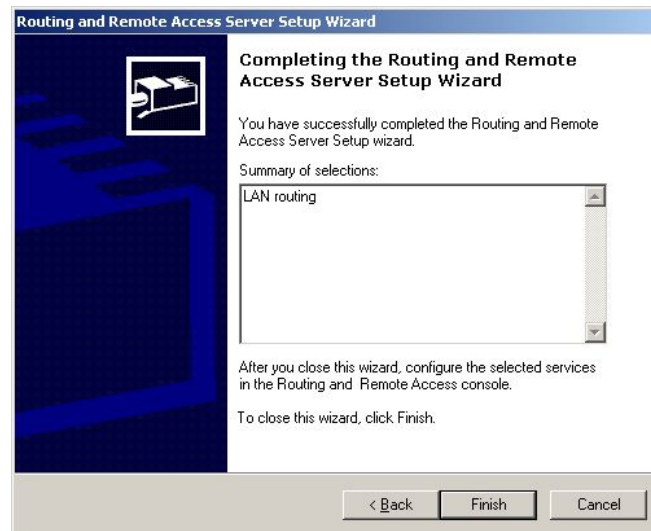 Routing and Remote Access Server Setup Wizard
Completing the Routing and Remote
Access Server Setup Wizard
You have successfully completed the Routing and Remote
Access Server Setup wizard.
Summary of selections:
LAN routing
After you close this wizard, configure the selected services
in the Routing and Remote Access console.
To close this wizard, click Finish.
< Back
Finish
Cancel